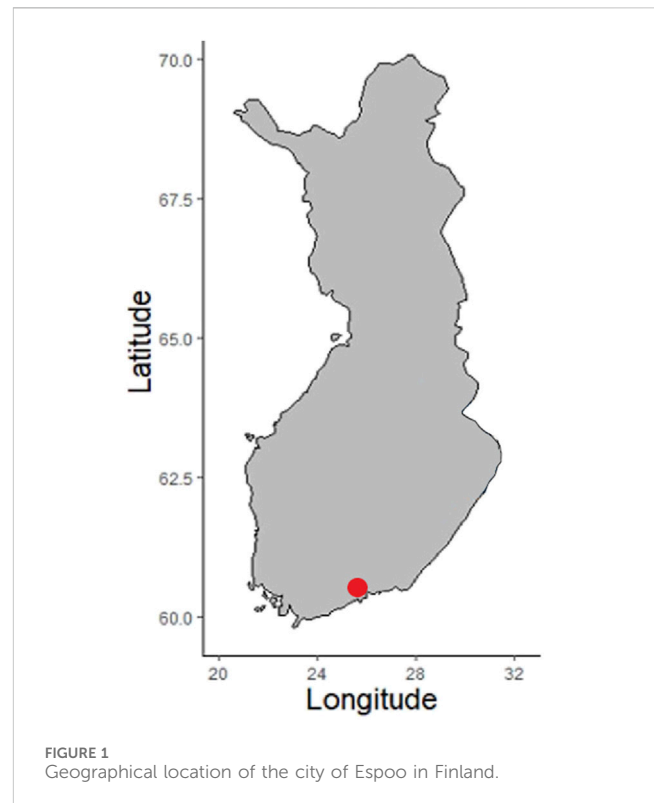 70.0
67.5
65.0
62.5
60.0
Latitude
20 24 28 32
Longitude
FIGURE 1
Geographical location of the city of Espoo in Finland.